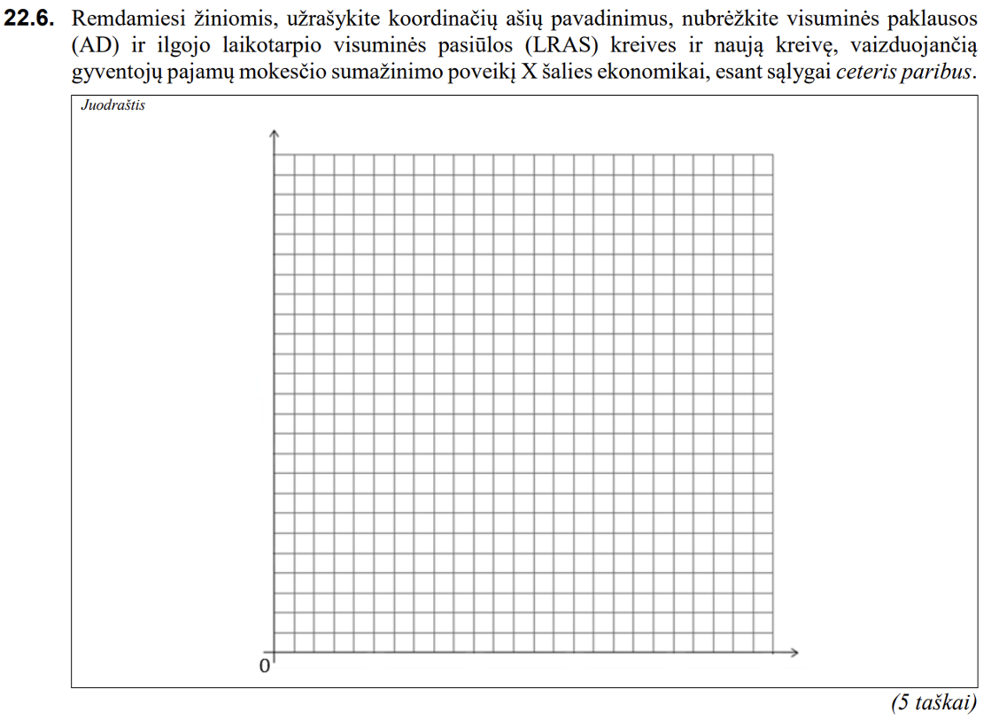 22.6. Remdamiesi žiniomis, užrašykite koordinačių ašių pavadinimus, nubrėžkite visuminės paklausos
(AD) ir ilgojo laikotarpio visuminės pasiūlos (LRAS) kreives ir naują kreivę, vaizduojančią
gyventojų pajamų mokesčio sumažinimo poveikį X šalies ekonomikai, esant sąlygai ceteris paribus.
Juodraštis
0
(5 taškai)